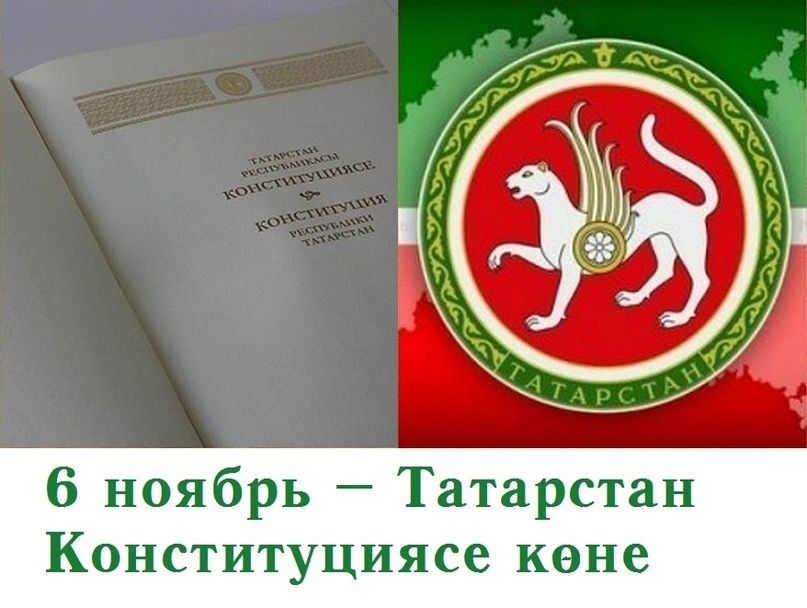 ТАТАРСТАН
РЕСПУБЛИКАСЫ
КОНСТИТУЦИЯСЕ
КОНСТИТУЦИЯ
РЕСПУБЛИКИ
ТАТАРСТАН
ТАТАРСТАН
6 ноябрь – Татарстан
Конституциясе көне